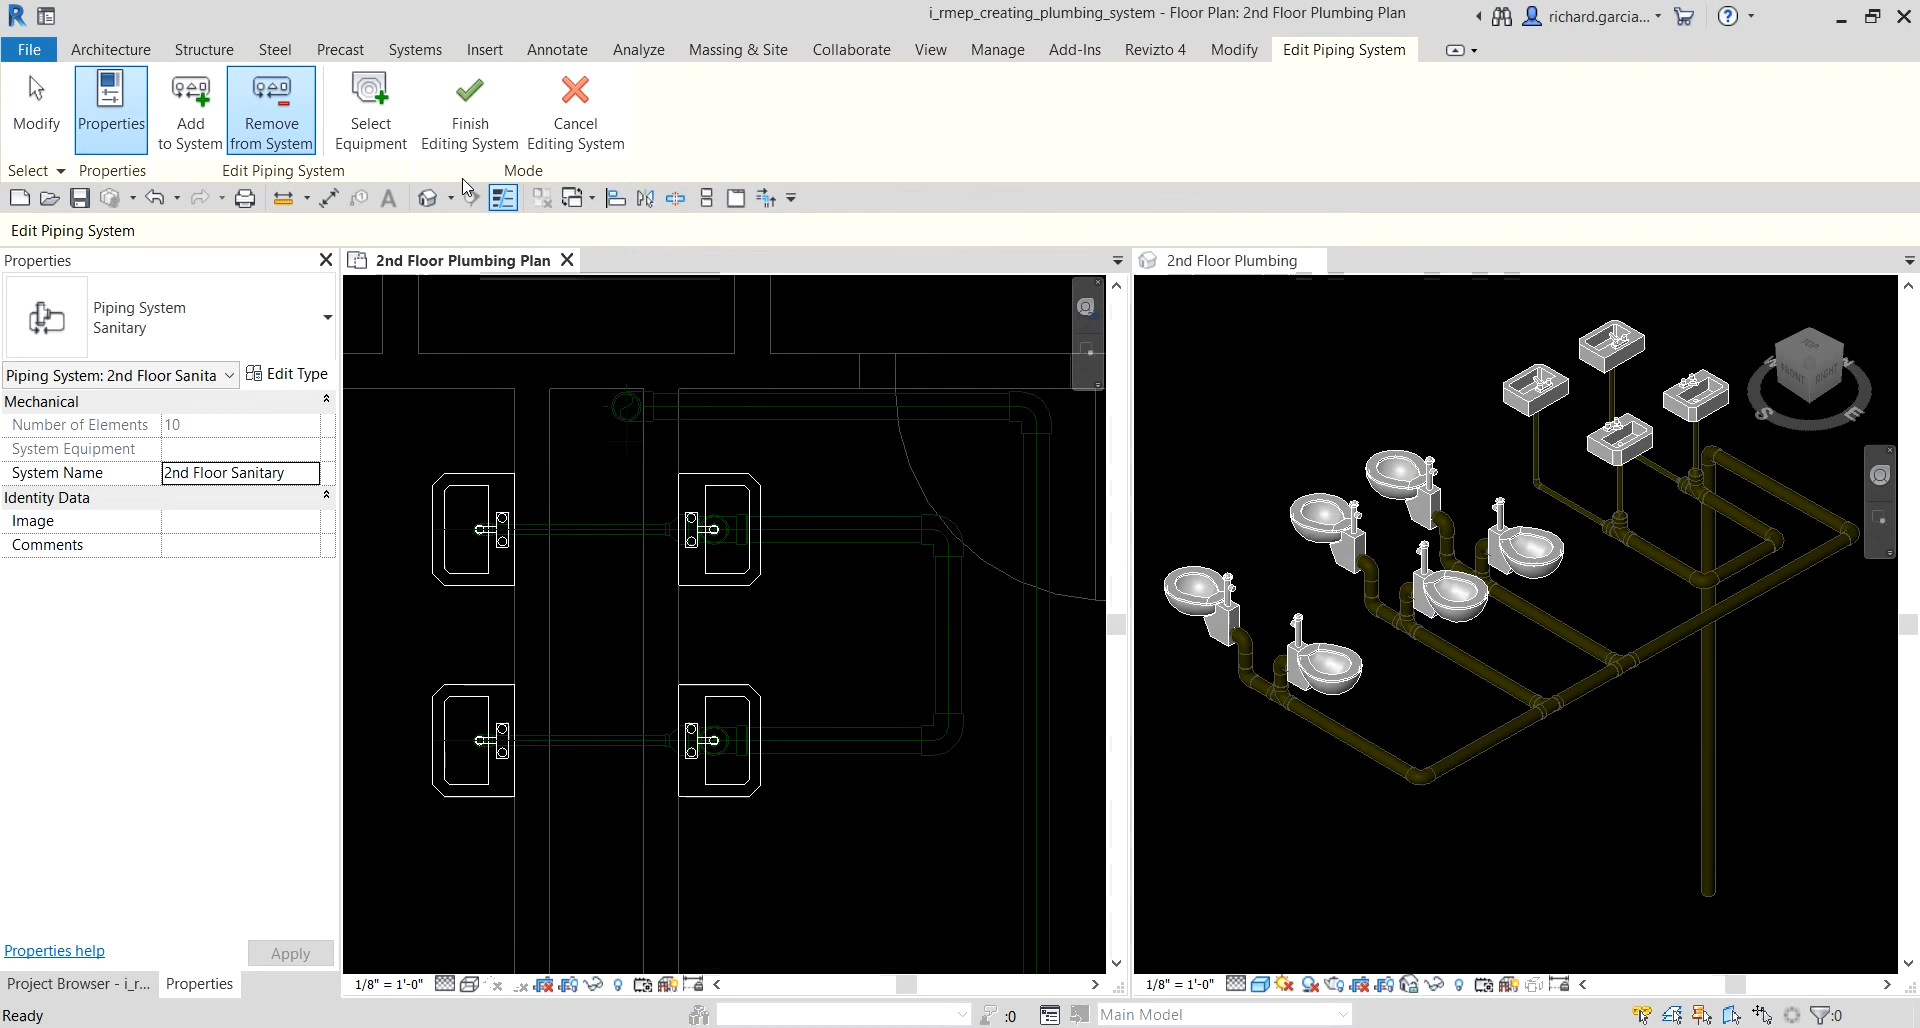 i_rmep_creating_plumbing_system - Floor Plan: 2nd Floor Plumbing Plan
richard.garcia...
File Architecture Structure Steel Precast Systems Insert Annotate Analyze Massing & Site Collaborate View Manage Add-Ins Revizto 4 Modify Edit Piping System
Modify
Properties
Add
to System
Remove
from System
Select
Equipment
Finish
Editing System
Cancel
Editing System
Select Properties Edit Piping System Mode
Edit Piping System
Properties
2nd Floor Plumbing Plan
2nd Floor Plumbing
Piping System
Sanitary
Piping System: 2nd Floor Sanita
Edit Type
Mechanical
Number of Elements 10
System Equipment
System Name 2nd Floor Sanitary
Identity Data
Image
Comments
TOP
FRONT
RIGHT
W
N
S
E
Properties help
Apply
Project Browser - i_r...
Properties
1/8" = 1'-0"
1/8" = 1'-0"
Ready
:0
Main Model
:0